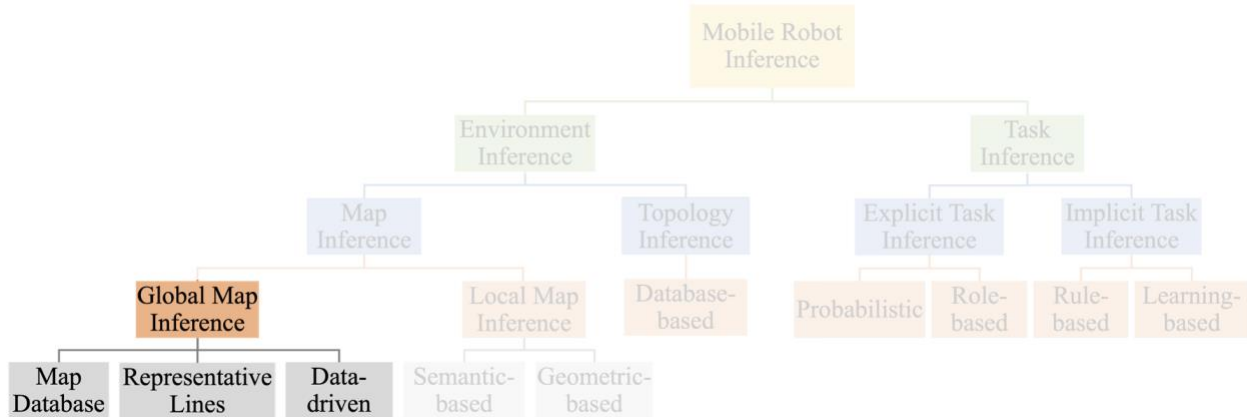 Mobile Robot
Inference
Environment
Inference
Task
Inference
Map
Inference
Topology
Inference
Explicit Task
Inference
Implicit Task
Inference
Global Map
Inference
Local Map
Inference
Database-
based
Probabilistic
Role-
based
Rule-
based
Learning-
based
Map
Database
Representative
Lines
Data-
driven
Semantic-
based
Geometric-
based